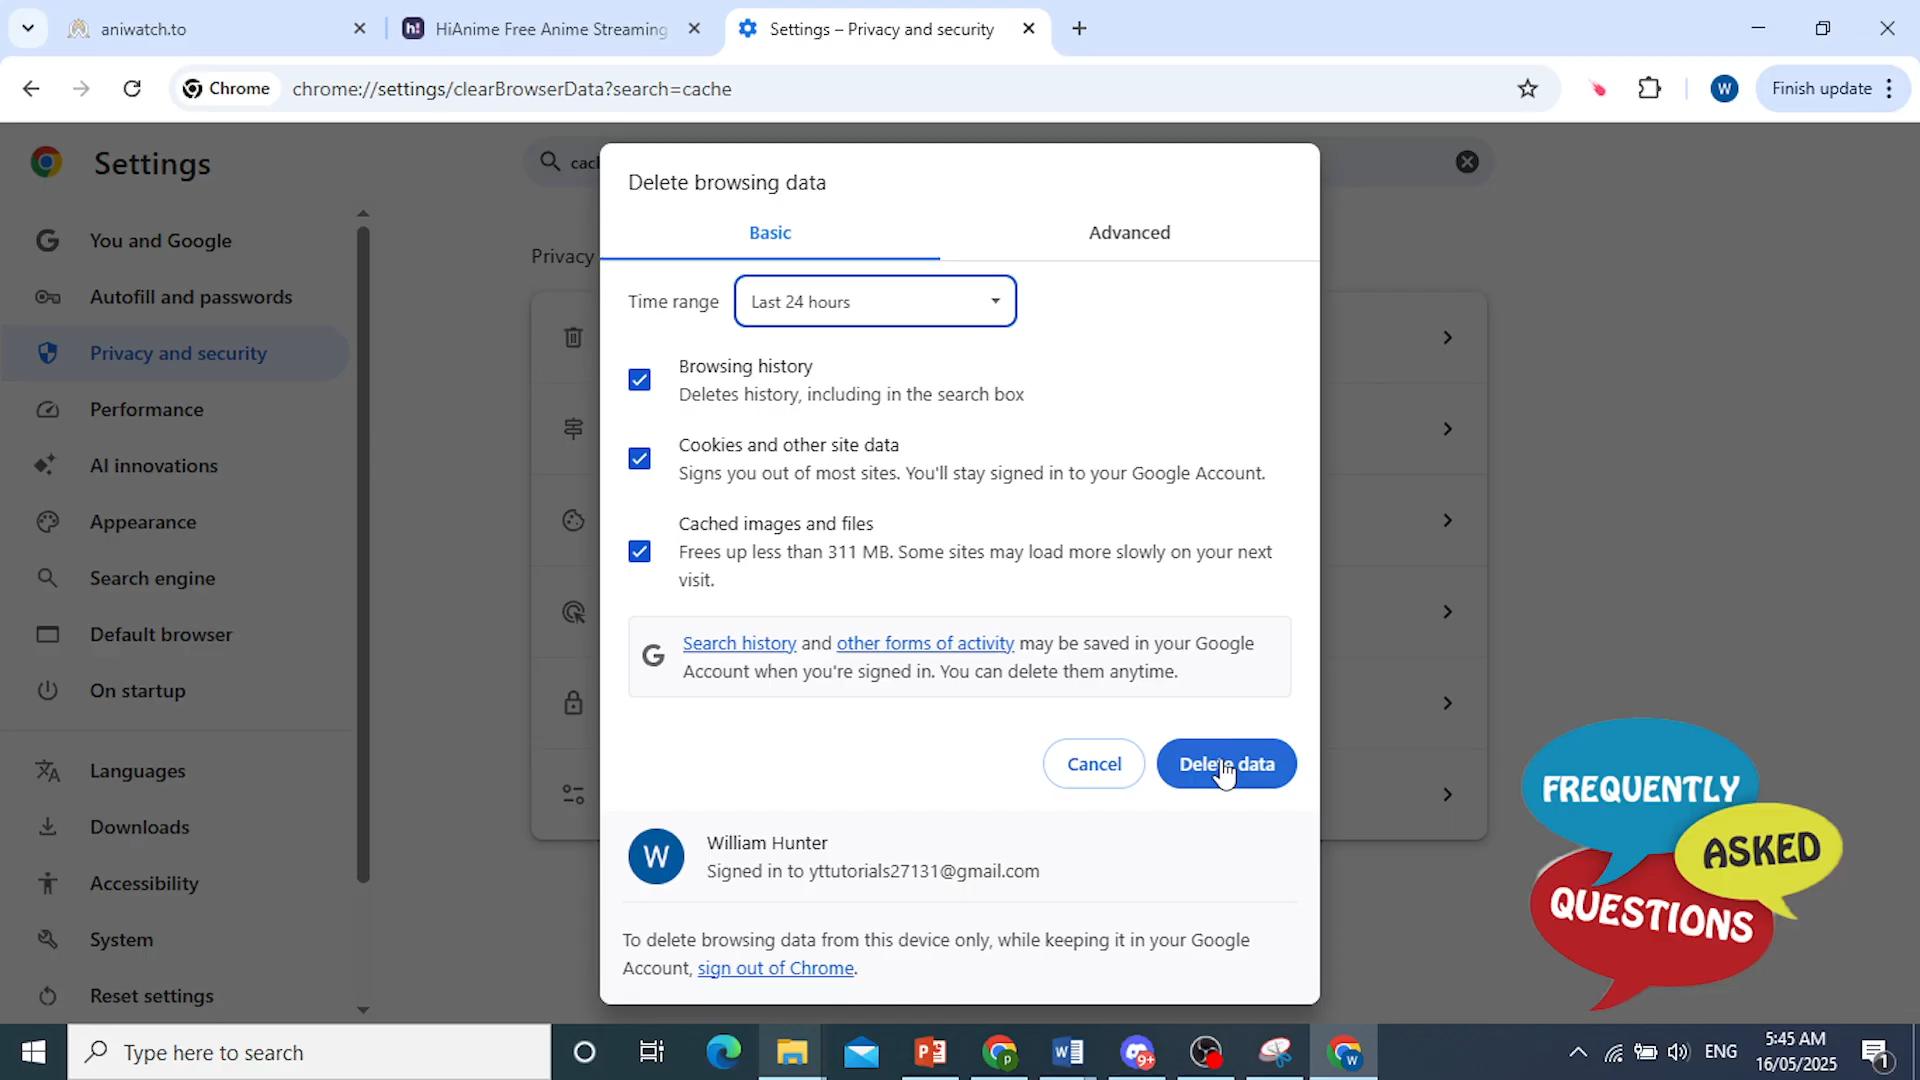 aniwatch.to
h!
HiAnime Free Anime Streaming
Settings – Privacy and security
Chrome
chrome://settings/clearBrowserData?search=cache
W
Finish update
Settings
cach
Delete browsing data
Basic
Advanced
Time range
Last 24 hours
Browsing history
Deletes history, including in the search box
Cookies and other site data
Signs you out of most sites. You'll stay signed in to your Google Account.
Cached images and files
Frees up less than 311 MB. Some sites may load more slowly on your next
visit.
G
Search history and other forms of activity may be saved in your Google
Account when you're signed in. You can delete them anytime.
Cancel
Delete data
W
William Hunter
Signed in to yttutorials27131@gmail.com
To delete browsing data from this device only, while keeping it in your Google
Account, sign out of Chrome.
You and Google
Autofill and passwords
Privacy and security
Performance
AI innovations
Appearance
Search engine
Default browser
On startup
Languages
Downloads
Accessibility
System
Reset settings
Privacy
FREQUENTLY
ASKED
QUESTIONS
Type here to search
9+
ENG
5:45 AM
16/05/2025
1